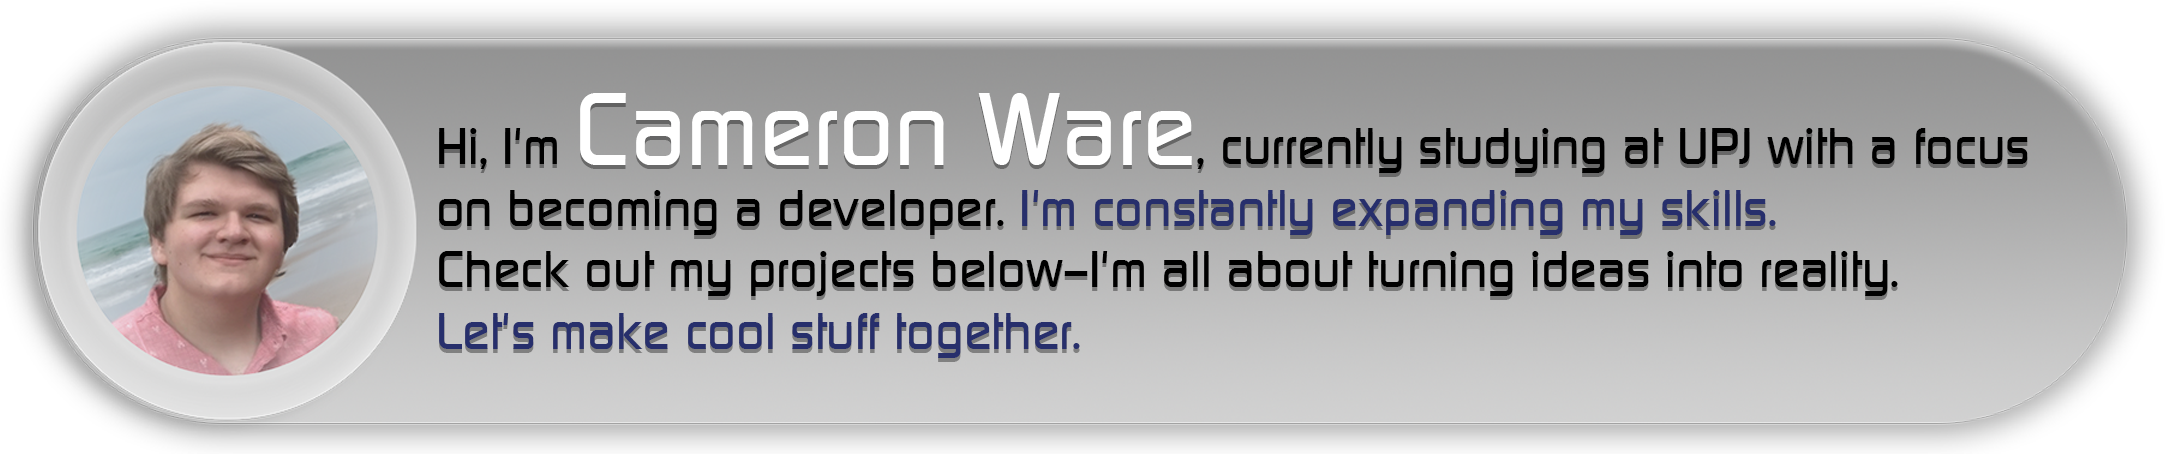 Hi, I'm Cameron Ware, currently studying at UPJ with a focus
on becoming a developer. I'm constantly expanding my skills.
Check out my projects below–I'm all about turning ideas into reality.
Let's make cool stuff together.